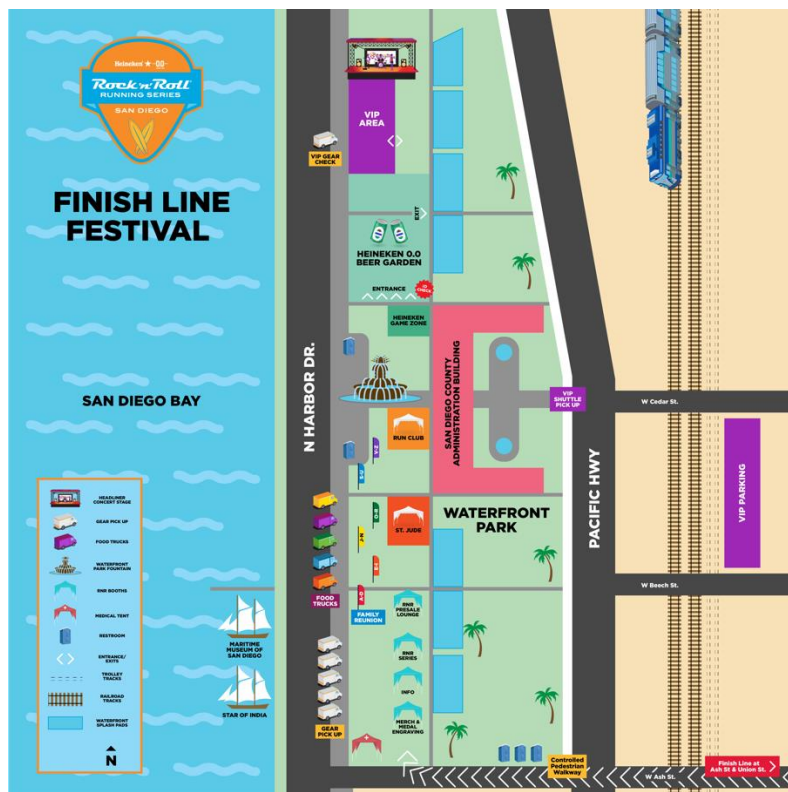 Heineken
0.0
Rock'n'Roll
RUNNING SERIES
SAN DIEGO
FINISH LINE
FESTIVAL
SAN DIEGO BAY
HEADLINER
CONCERT STAGE
GEAR PICK UP
FOOD TRUCKS
WATERFRONT
PARK FOUNTAIN
RNR BOOTHS
MEDICAL TENT
RESTROOM
ENTRANCE/
EXITS
TROLLEY
TRACKS
RAILROAD
TRACKS
WATERFRONT
SPLASH PADS
N
MARITIME
MUSEUM OF
SAN DIEGO
STAR OF INDIA
N HARBOR DR.
VIP GEAR
CHECK
VIP
AREA
EXIT
HEINEKEN 0.0
BEER GARDEN
ENTRANCE
ID
CHECK
HEINEKEN
GAME ZONE
SAN DIEGO COUNTY
ADMINISTRATION BUILDING
RUN CLUB
V-Z
S-U
ST. JUDE
O-R
J-N
E-I
A-D
FOOD
TRUCKS
FAMILY
REUNION
RNR
PRESALE
LOUNGE
RNR
SERIES
INFO
MERCH &
MEDAL
ENGRAVING
GEAR
PICK UP
WATERFRONT
PARK
VIP
SHUTTLE
PICK UP
PACIFIC HWY
W Cedar St.
VIP PARKING
W Beech St.
Controlled
Pedestrian
Walkway
W Ash St.
Finish Line at
Ash St & Union St.